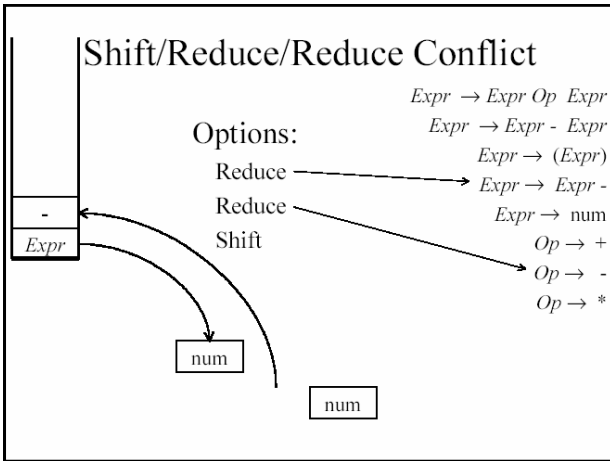 Shift/Reduce/Reduce Conflict
Options:
Reduce
Reduce
Shift
Expr → Expr Op Expr
Expr → Expr - Expr
Expr → (Expr)
Expr → Expr -
Expr → num
Op → +
Op → -
Op → *
-
Expr
num
num